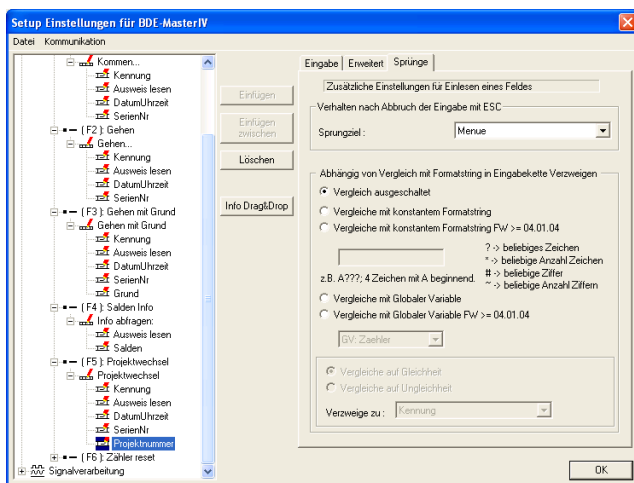 Setup Einstellungen für BDE-MasterIV
Datei Kommunikation
Kommen...
Kennung
Ausweis lesen
DatumUhrzeit
SerienNr
( F2 ): Gehen
Gehen...
Kennung
Ausweis lesen
DatumUhrzeit
SerienNr
( F3 ): Gehen mit Grund
Gehen mit Grund
Kennung
Ausweis lesen
DatumUhrzeit
SerienNr
Grund
( F4 ): Salden Info
Info abfragen:
Ausweis lesen
Salden
( F5 ): Projektwechsel
Projektwechsel
Kennung
Ausweis lesen
DatumUhrzeit
SerienNr
Projektnummer
( F6 ): Zähler reset
Signalverarbeitung
Einfügen
Einfügen
zwischen
Löschen
Info Drag&Drop
Eingabe Erweitert Sprünge
Zusätzliche Einstellungen für Einlesen eines Feldes
Verhalten nach Abbruch der Eingabe mit ESC
Sprungziel : Menue
Abhängig von Vergleich mit Formatstring in Eingabekette Verzweigen
Vergleich ausgeschaltet
Vergleiche mit konstantem Formatstring
Vergleiche mit konstantem Formatstring FW >= 04.01.04
? -> beliebiges Zeichen
* -> beliebige Anzahl Zeichen
# -> beliebige Ziffer
~ -> beliebige Anzahl Ziffern
z.B. A???; 4 Zeichen mit A beginnend.
Vergleiche mit Globaler Variable
Vergleiche mit Globaler Variable FW >= 04.01.04
GV: Zaehler
Vergleiche auf Gleichheit
Vergleiche auf Ungleichheit
Verzweige zu : Kennung
OK